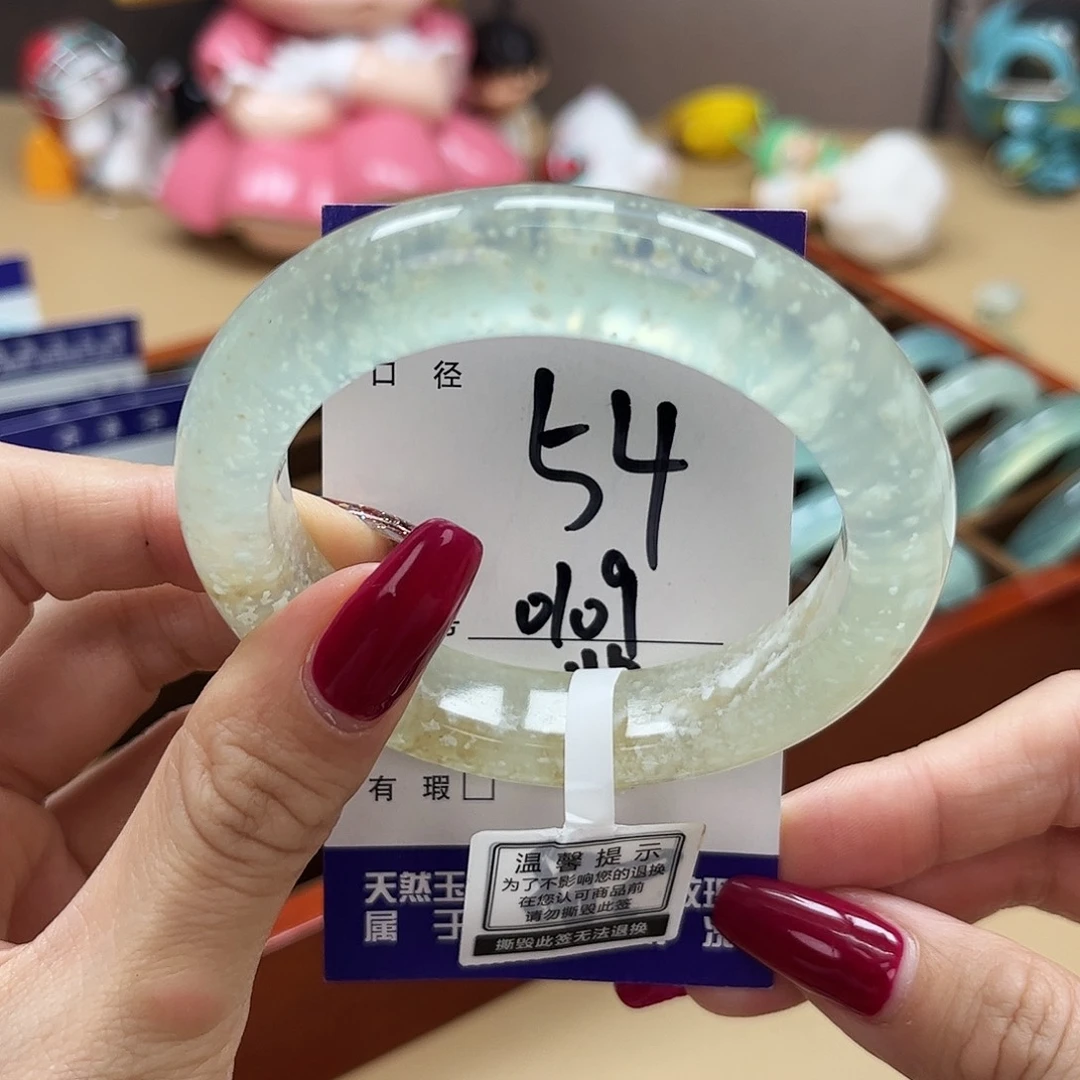 口 径
54
0109
有 瑕 □
天然玉
属 于
温 馨 提 示
为了不影响您的退换
在您认可商品前
请勿撕毁此签
撕毁此签无法退换